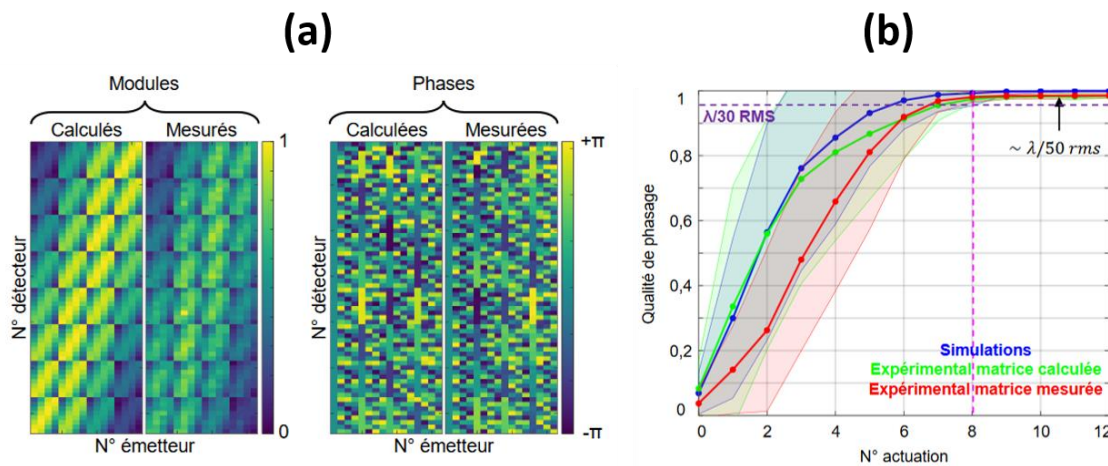 (a)
Modules
Calculés Mesurés
1
0
N° détecteur
N° émetteur
Phases
Calculées Mesurées
+π
-π
N° détecteur
N° émetteur
(b)
1
0,8
0,6
0,4
0,2
0
Qualité de phasage
λ/30 RMS
~ λ/50 rms
Simulations
Expérimental matrice calculée
Expérimental matrice mesurée
0 2 4 6 8 10 12
N° actuation